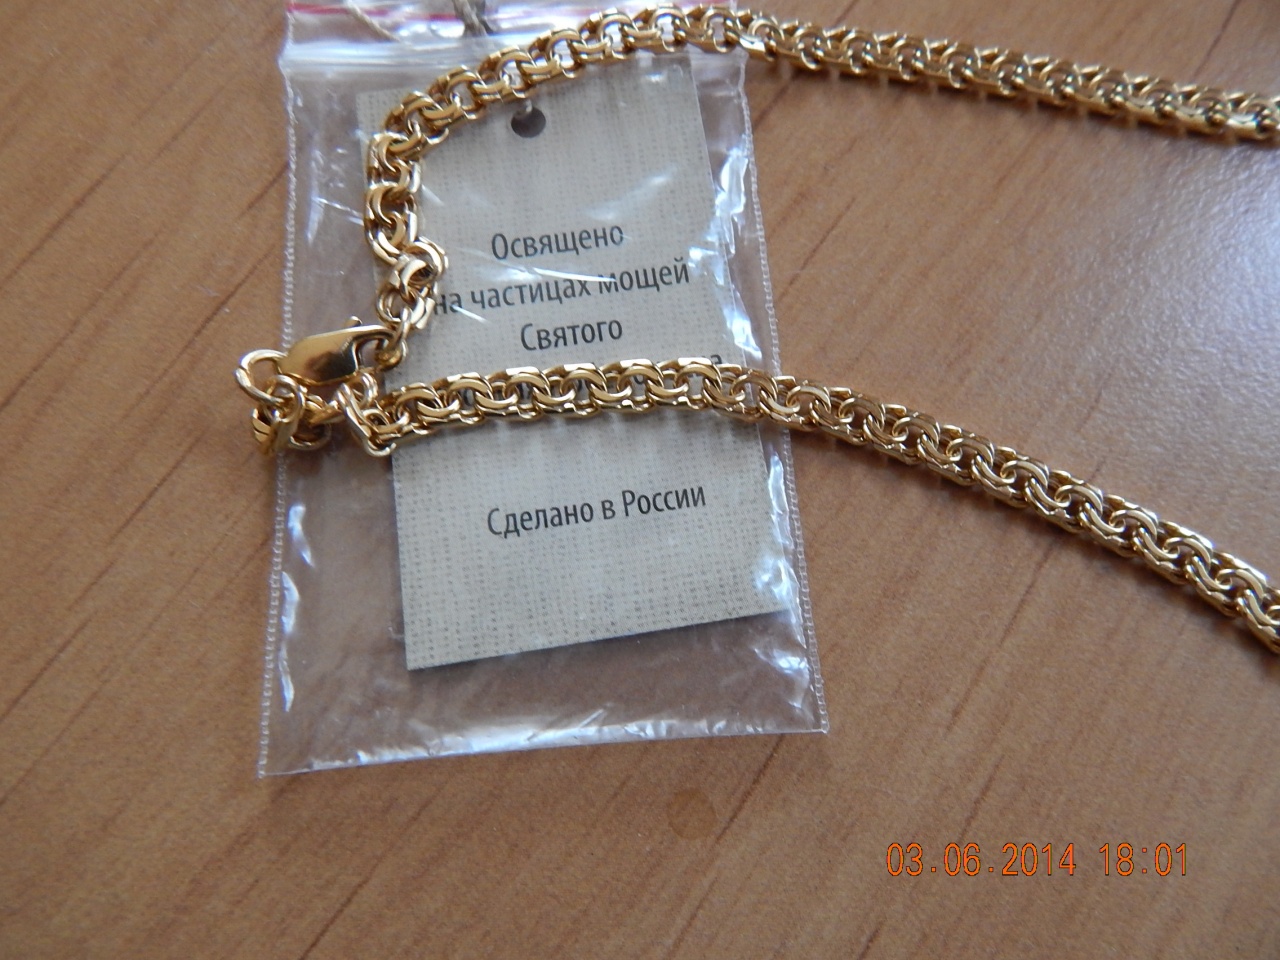 Освящено
на частицах мощей
Святого
Сделано в России
03.06.2014 18:01